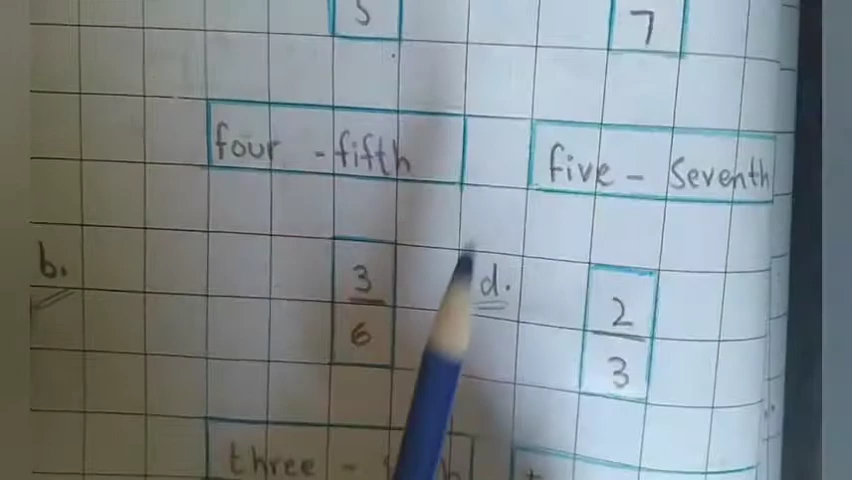 5
7
four - fifth
five - Seventh
b.
3
6
d.
2
3
three -